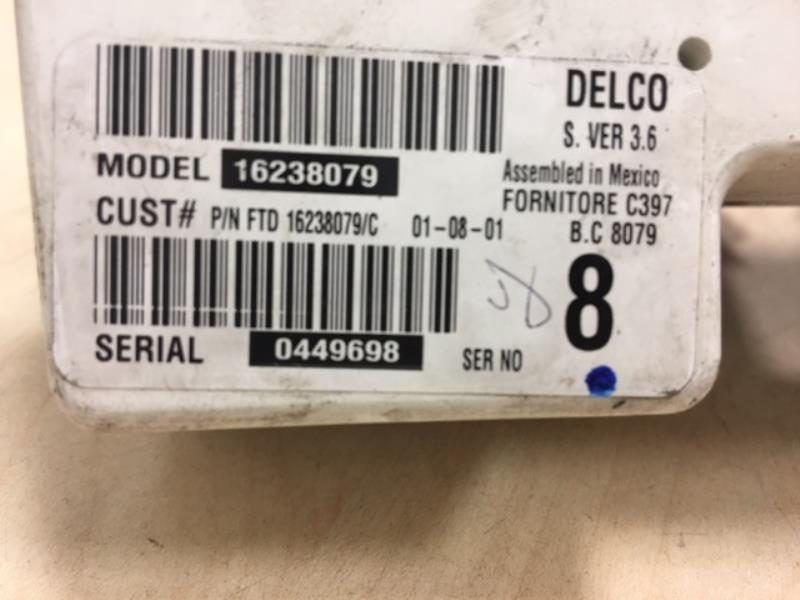 DELCO
S. VER 3.6
MODEL 16238079
Assembled in Mexico
FORNITORE C397
CUST# P/N FTD 16238079/C 01-08-01
B.C 8079
8
SERIAL 0449698 SER NO